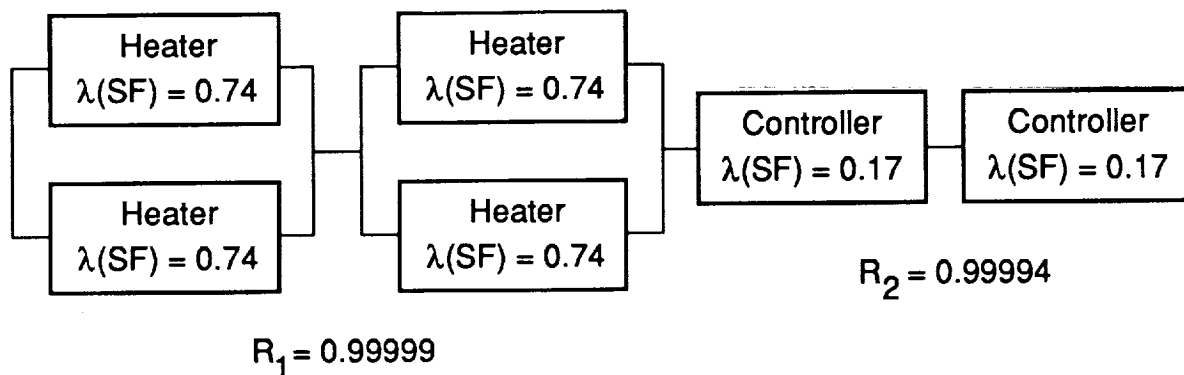 Heater
λ(SF) = 0.74
Heater
λ(SF) = 0.74
Controller
λ(SF) = 0.17
Controller
λ(SF) = 0.17
Heater
λ(SF) = 0.74
Heater
λ(SF) = 0.74
R₂ = 0.99994
R₁ = 0.99999